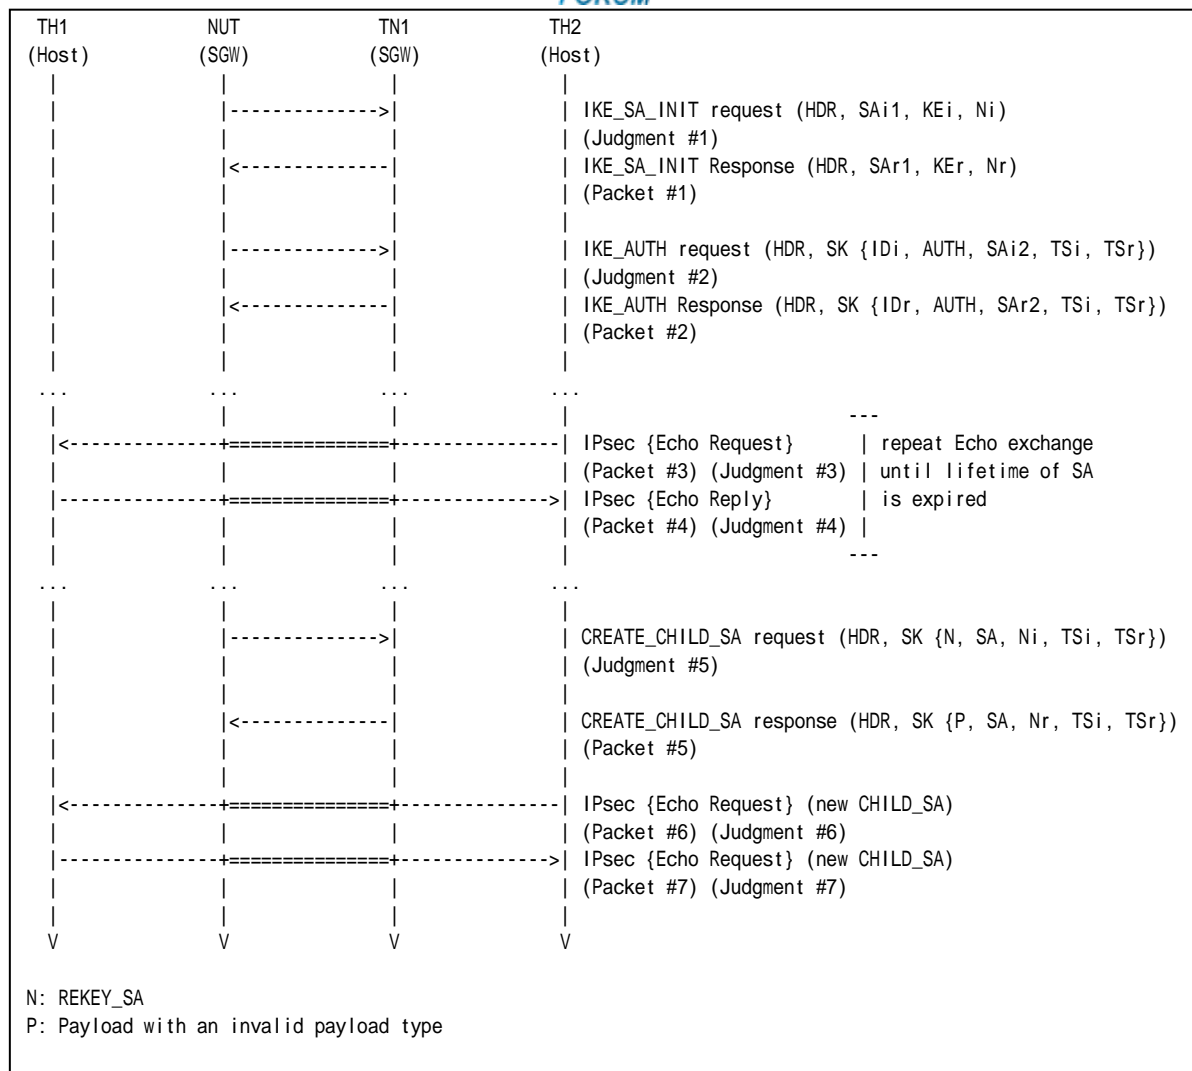 FORUM
TH1 NUT TN1 TH2
(Host) (SGW) (SGW) (Host)
| | | |
| |-------------->| | IKE_SA_INIT request (HDR, SAi1, KEi, Ni)
| | | | (Judgment #1)
| |<--------------| | IKE_SA_INIT Response (HDR, SAr1, KEr, Nr)
| | | | (Packet #1)
| | | |
| |-------------->| | IKE_AUTH request (HDR, SK {IDi, AUTH, SAi2, TSi, TSr})
| | | | (Judgment #2)
| |<--------------| | IKE_AUTH Response (HDR, SK {IDr, AUTH, SAr2, TSi, TSr})
| | | | (Packet #2)
| | | |
... ... ... ...
| | | | ---
|<---------------+===============+---------------| IPsec {Echo Request} | repeat Echo exchange
| | | | (Packet #3) (Judgment #3) | until lifetime of SA
|----------------+===============+-------------->| IPsec {Echo Reply} | is expired
| | | | (Packet #4) (Judgment #4) |
| | | | ---
... ... ... ...
| | | |
| |-------------->| | CREATE_CHILD_SA request (HDR, SK {N, SA, Ni, TSi, TSr})
| | | | (Judgment #5)
| | | |
| |<--------------| | CREATE_CHILD_SA response (HDR, SK {P, SA, Nr, TSi, TSr})
| | | | (Packet #5)
| | | |
|<---------------+===============+---------------| IPsec {Echo Request} (new CHILD_SA)
| | | | (Packet #6) (Judgment #6)
|----------------+===============+-------------->| IPsec {Echo Request} (new CHILD_SA)
| | | | (Packet #7) (Judgment #7)
| | | |
V V V V
N: REKEY_SA
P: Payload with an invalid payload type